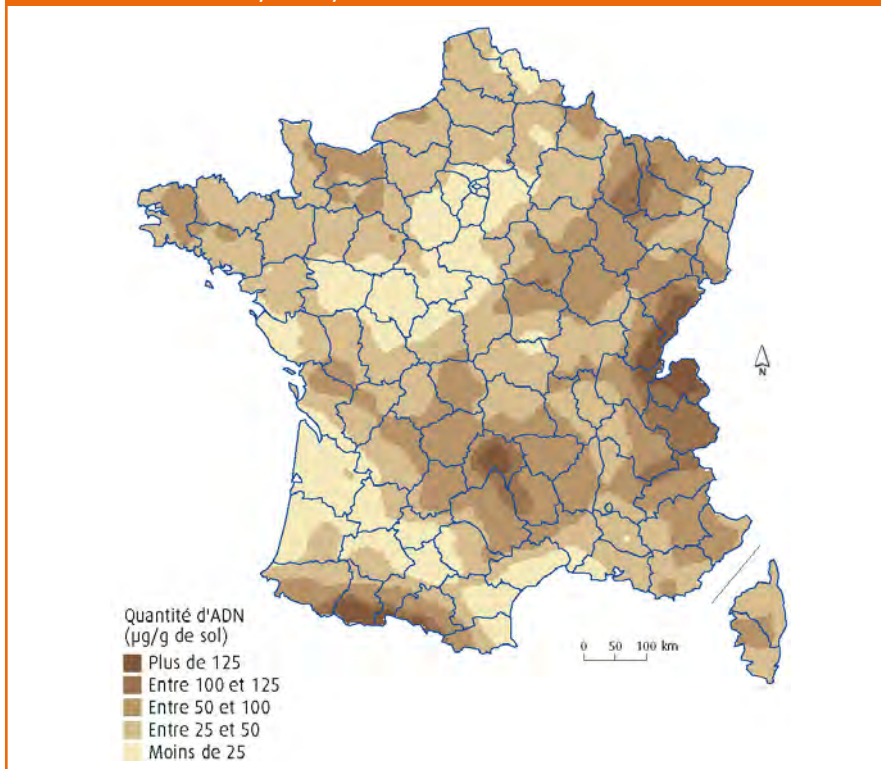 N
Quantité d'ADN
(µg/g de sol)
Plus de 125
Entre 100 et 125
Entre 50 et 100
Entre 25 et 50
Moins de 25
0 50 100 km